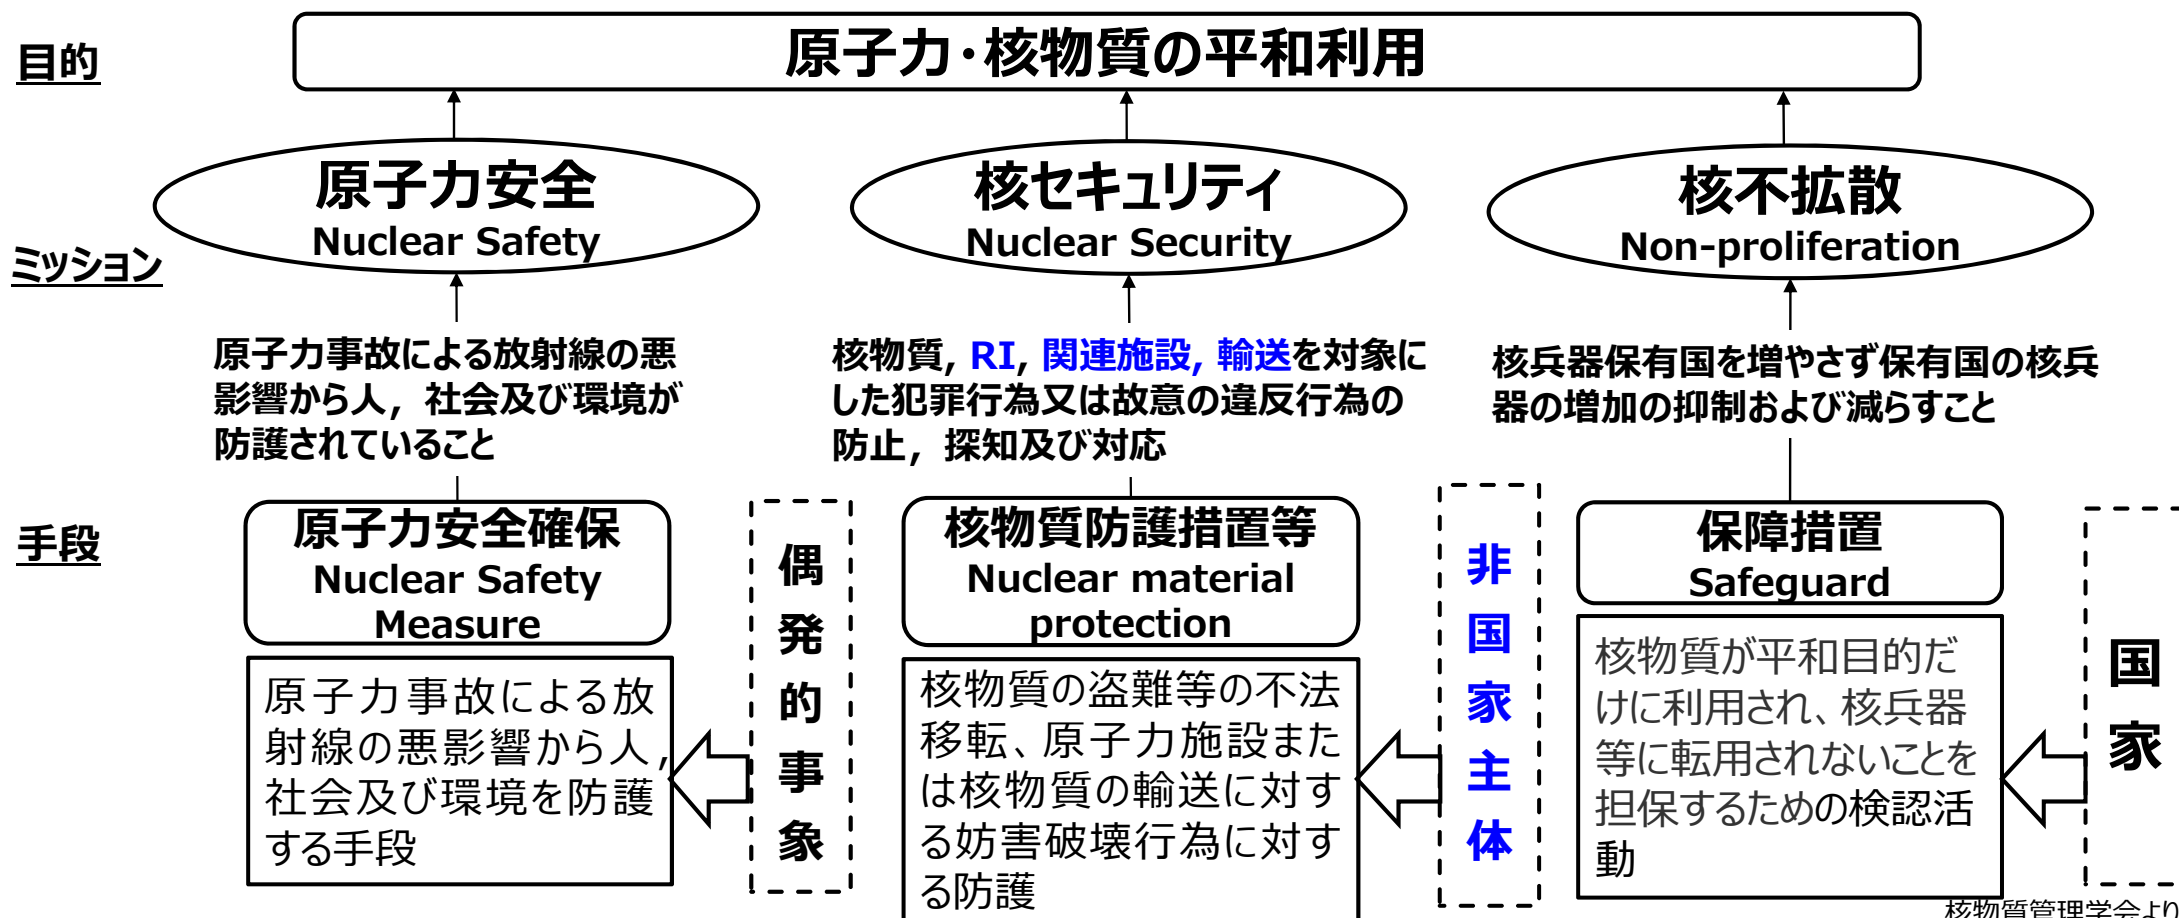 目的
原子力・核物質の平和利用
ミッション
原子力安全
Nuclear Safety
核セキュリティ
Nuclear Security
核不拡散
Non-proliferation
原子力事故による放射線の悪
影響から人，社会及び環境が
防護されていること
核物質, RI, 関連施設, 輸送を対象に
した犯罪行為又は故意の違反行為の
防止，探知及び対応
核兵器保有国を増やさず保有国の核兵
器の増加の抑制および減らすこと
手段
原子力安全確保
Nuclear Safety
Measure
原子力事故による放
射線の悪影響から人,
社会及び環境を防護
する手段
偶発的事象
核物質防護措置等
Nuclear material
protection
核物質の盗難等の不法
移転、原子力施設また
は核物質の輸送に対す
る妨害破壊行為に対す
る防護
非国家主体
保障措置
Safeguard
核物質が平和目的だ
けに利用され、核兵器
等に転用されないことを
担保するための検認活
動
国家
核物質管理学会より